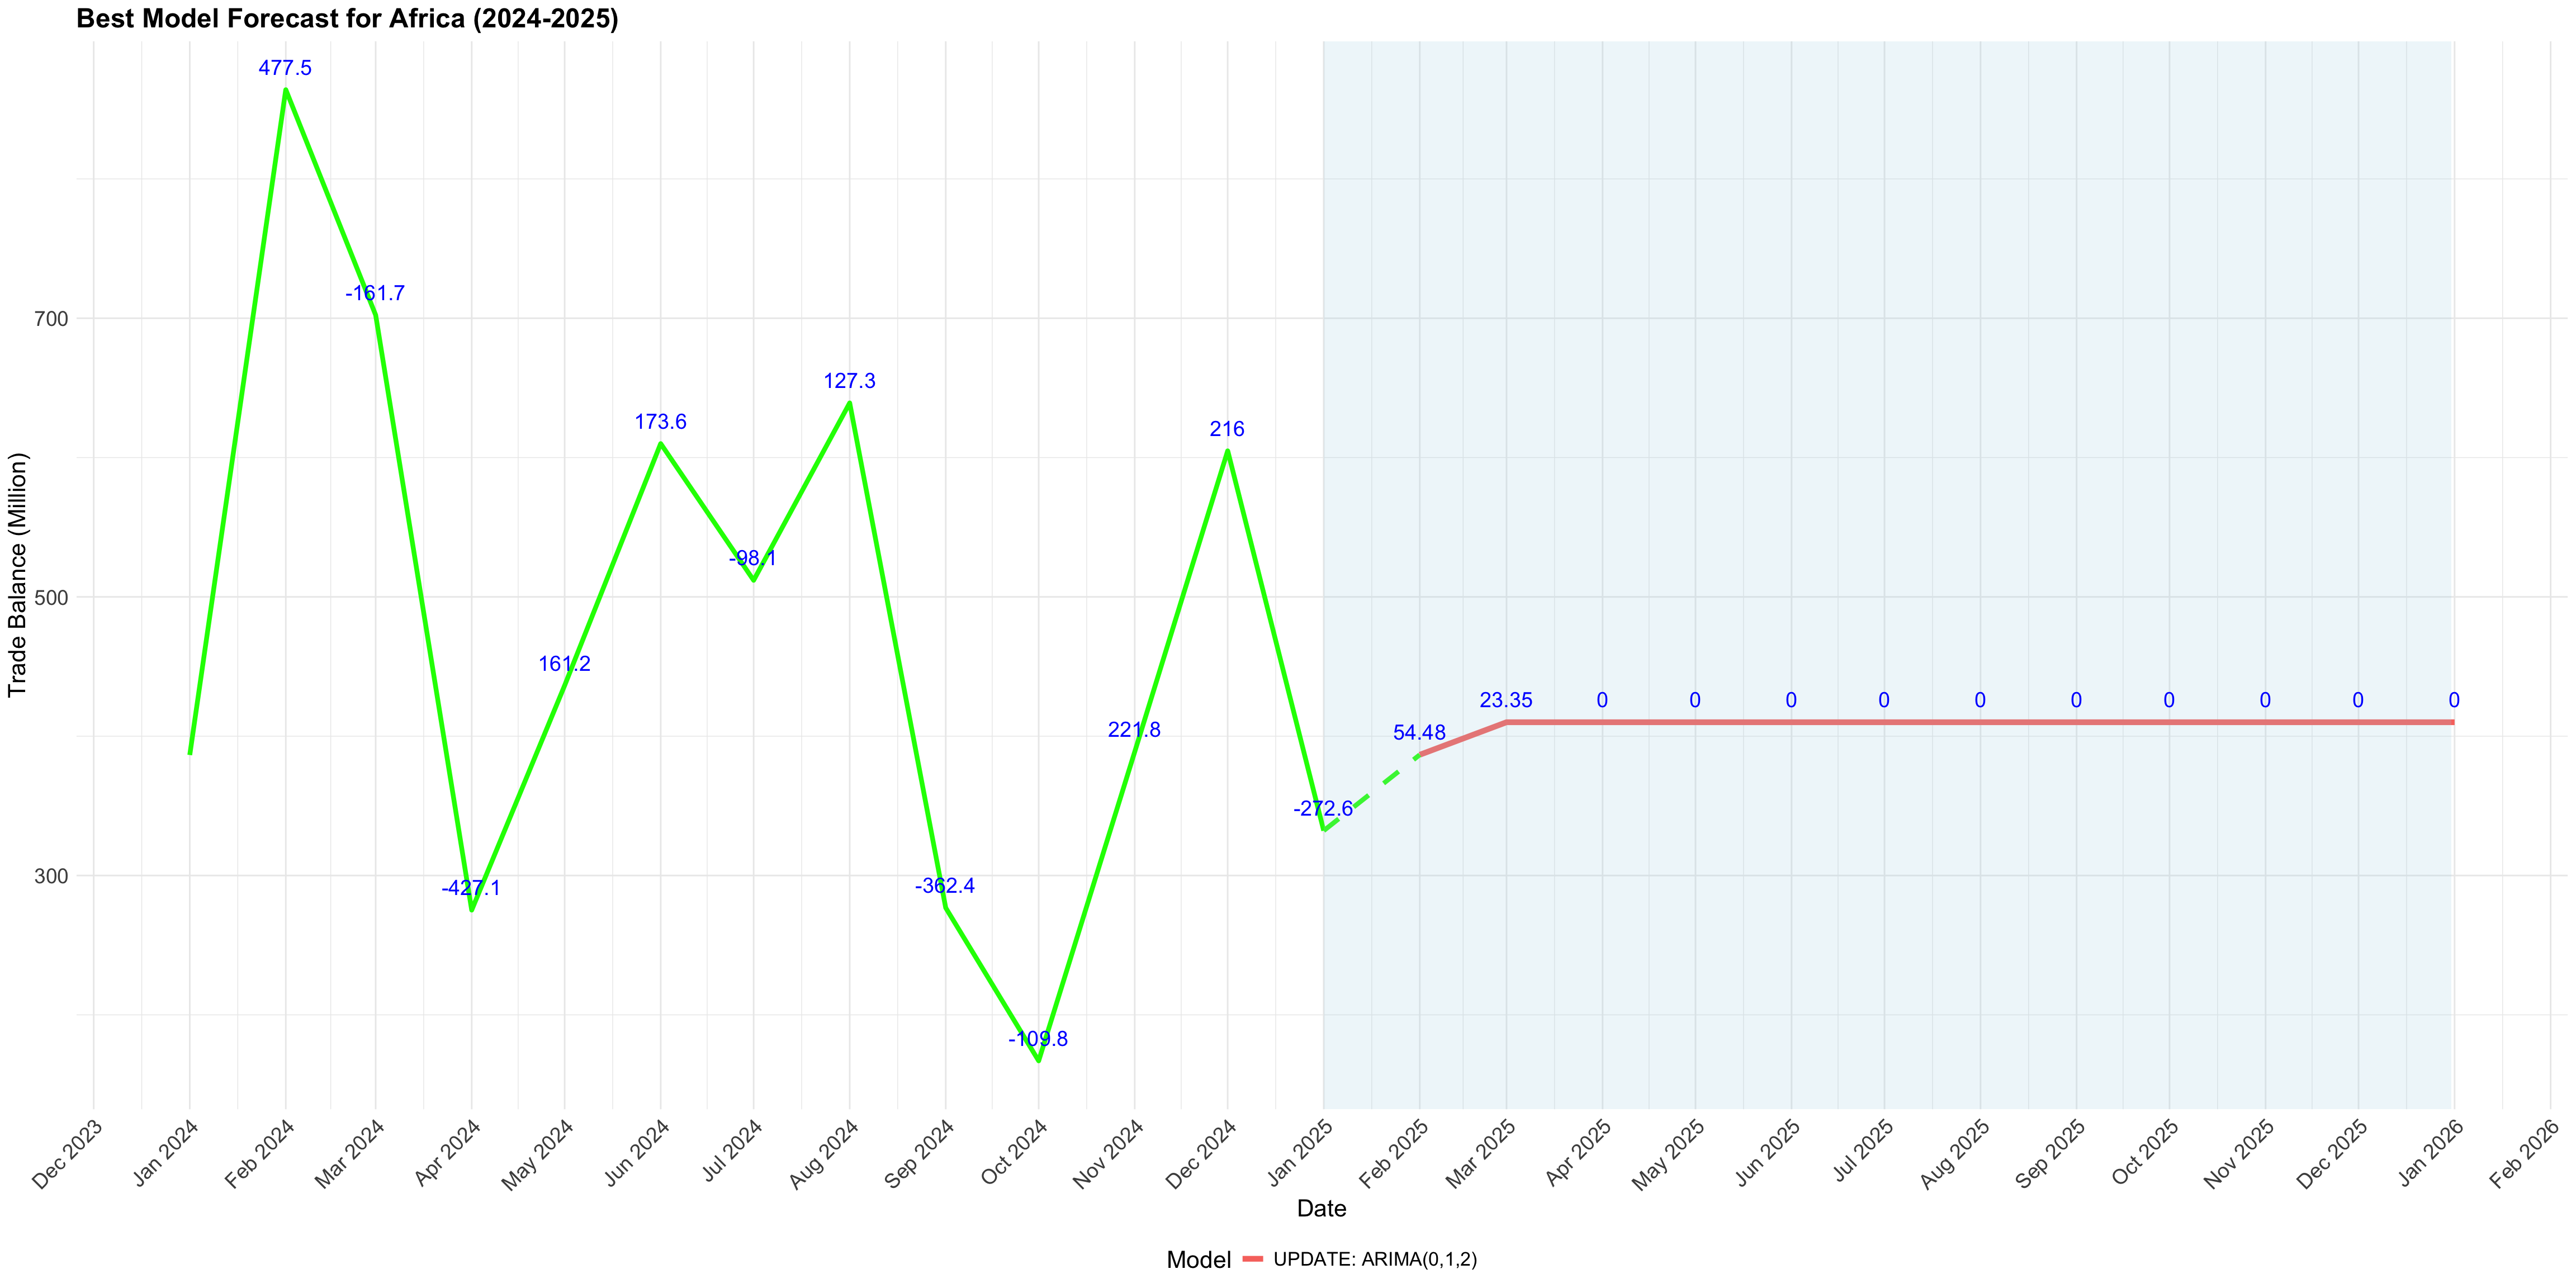 Best Model Forecast for Africa (2024-2025)
477.5
-161.7
-427.1
161.2
173.6
-98.1
127.3
-362.4
-109.8
221.8
216
-272.6
54.48
23.35
0
0
0
0
0
0
0
0
0
0
Trade Balance (Million)
700
500
300
Dec 2023
Jan 2024
Feb 2024
Mar 2024
Apr 2024
May 2024
Jun 2024
Jul 2024
Aug 2024
Sep 2024
Oct 2024
Nov 2024
Dec 2024
Jan 2025
Feb 2025
Mar 2025
Apr 2025
May 2025
Jun 2025
Jul 2025
Aug 2025
Sep 2025
Oct 2025
Nov 2025
Dec 2025
Jan 2026
Feb 2026
Date
Model
UPDATE: ARIMA(0,1,2)